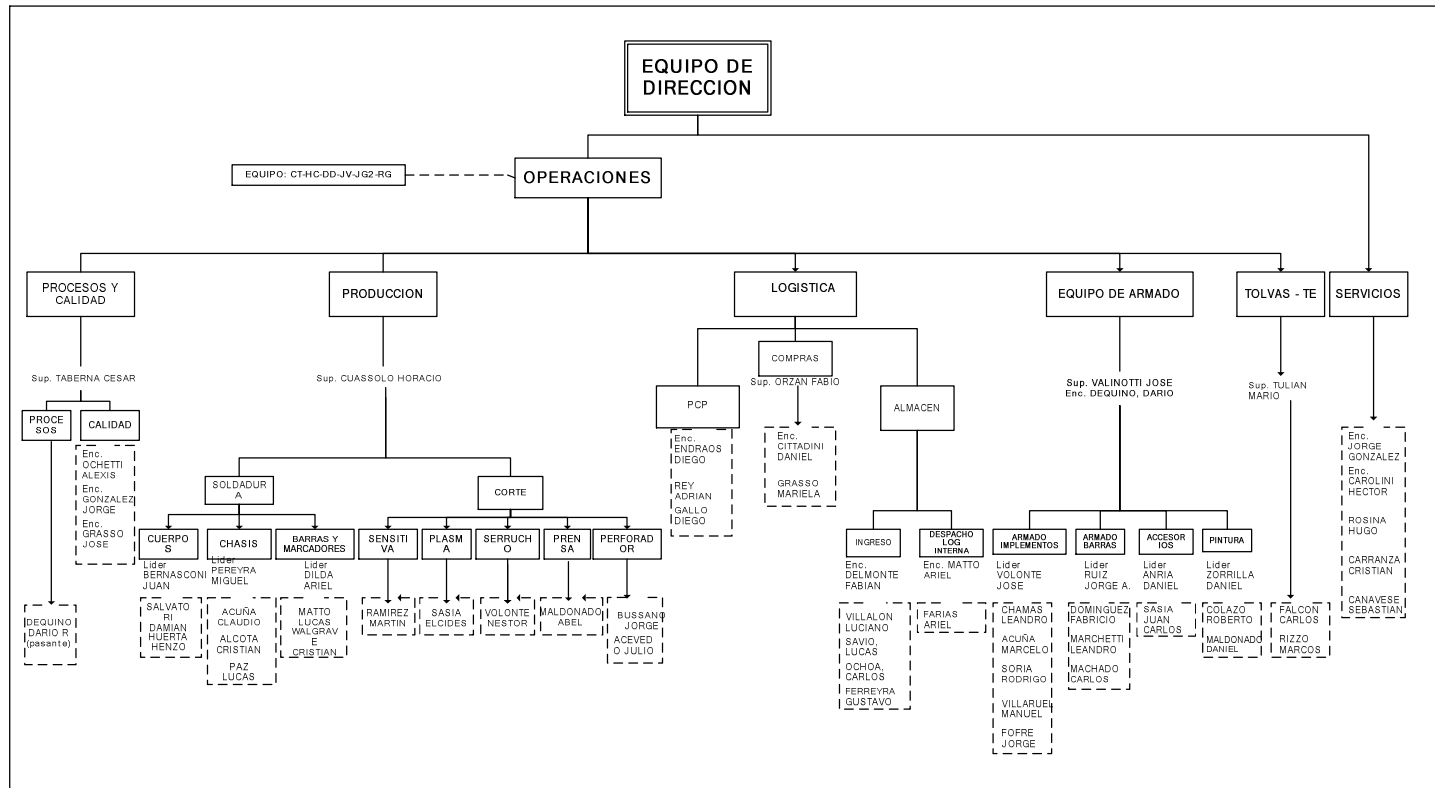 EQUIPO DE
DIRECCION
EQUIPO: CT-HC-DD-JV-JG2-RG
OPERACIONES
PROCESOS Y
CALIDAD
PRODUCCION
LOGISTICA
EQUIPO DE ARMADO
TOLVAS - TE
SERVICIOS
Sup. TABERNA CESAR
Sup. CUASSOLO HORACIO
COMPRAS
Sup. ORZAN FABIO
Sup. VALINOTTI JOSE
Enc. DEQUINO, DARIO
Sup. TULIAN
MARIO
PROCE
SOS
CALIDAD
PCP
ALMACEN
Enc.
OCHETTI
ALEXIS
Enc.
GONZALEZ
JORGE
Enc.
GRASSO
JOSE
Enc.
ENDRAOS
DIEGO
REY
ADRIAN
GALLO
DIEGO
Enc.
CITTADINI
DANIEL
GRASSO
MARIELA
Enc.
JORGE
GONZALEZ
Enc.
CAROLINI
HECTOR
ROSINA
HUGO
CARRANZA
CRISTIAN
CANAVESE
SEBASTIAN
SOLDADUR
A
CORTE
CUERPO
S
CHASIS
BARRAS Y
MARCADORES
SENSITI
VA
PLASM
A
SERRUCH
O
PREN
SA
PERFORAD
OR
INGRESO
DESPACHO
LOG
INTERNA
ARMADO
IMPLEMENTOS
ARMADO
BARRAS
ACCESOR
IOS
PINTURA
Lider
BERNASCONI
JUAN
Lider
PEREYRA
MIGUEL
Lider
DILDA
ARIEL
Enc.
DELMONTE
FABIAN
Enc. MATTO
ARIEL
Lider
VOLONTE
JOSE
Lider
RUIZ
JORGE A.
Lider
ANRIA
DANIEL
Lider
ZORRILLA
DANIEL
DEQUINO
DARIO R
(pasante)
SALVATO
RI
DAMIAN
HUERTA
HENZO
ACUÑA
CLAUDIO
ALCOTA
CRISTIAN
PAZ
LUCAS
MATTO
LUCAS
WALGRAV
E
CRISTIAN
RAMIREZ
MARTIN
SASIA
ELCIDES
VOLONTE
NESTOR
MALDONADO
ABEL
BUSSANO
JORGE
ACEVED
O JULIO
VILLALON
LUCIANO
SAVIO,
LUCAS
OCHOA,
CARLOS
FERREYRA
GUSTAVO
FARIAS
ARIEL
CHAMAS
LEANDRO
ACUÑA
MARCELO
SORIA
RODRIGO
VILLARUEL
MANUEL
FOFRE
JORGE
DOMINGUEZ
FABRICIO
MARCHETTI
LEANDRO
MACHADO
CARLOS
SASIA
JUAN
CARLOS
COLAZO
ROBERTO
MALDONADO
DANIEL
FALCON
CARLOS
RIZZO
MARCOS